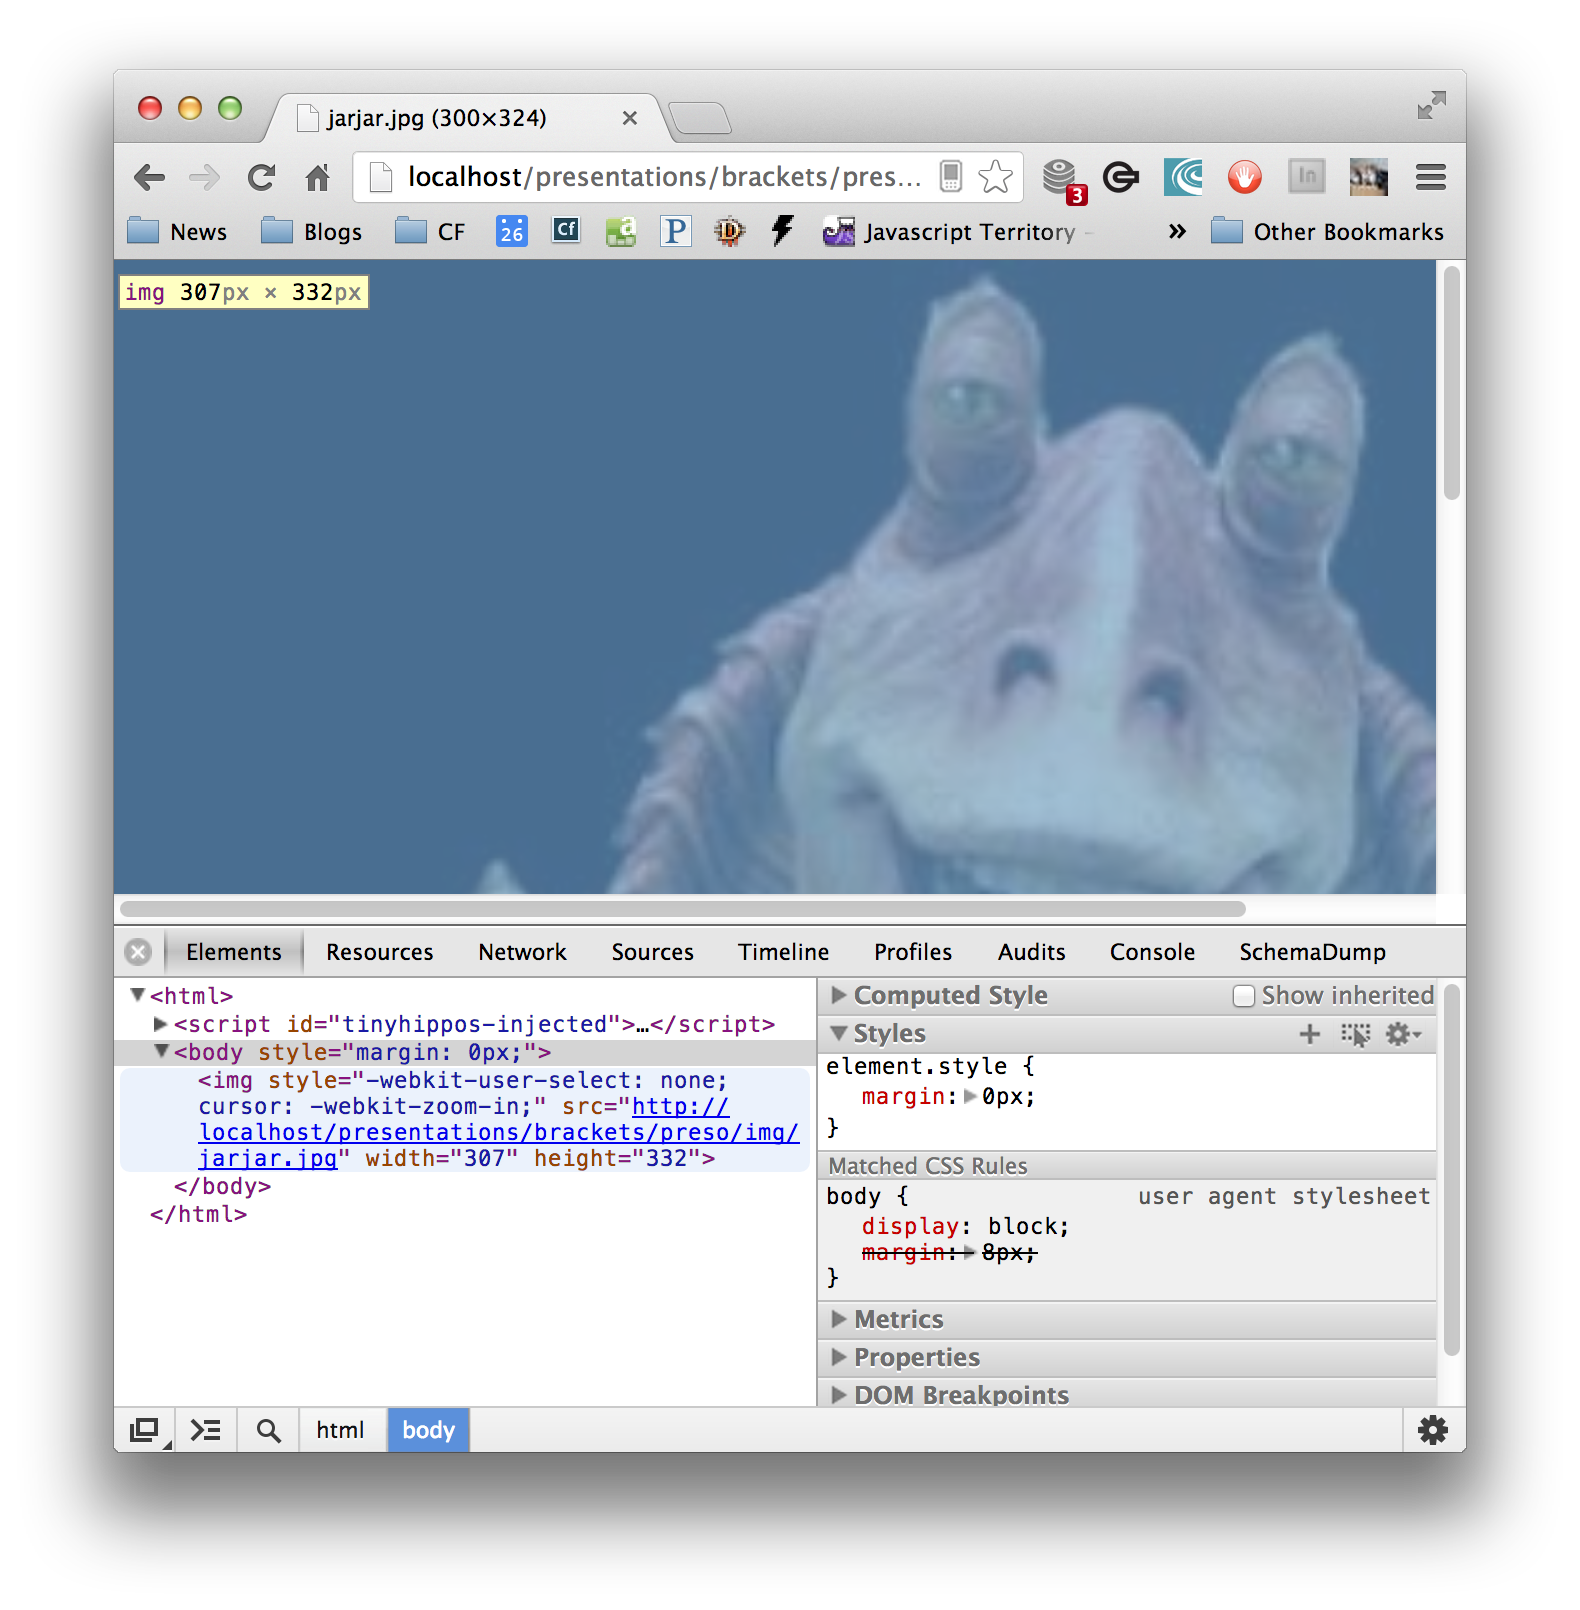 jarjar.jpg (300×324)
localhost/presentations/brackets/pres...
3
In
News
Blogs
CF
26
Cf
a
P
D
Javascript Territory -
»
Other Bookmarks
img 307px × 332px
Elements
Resources
Network
Sources
Timeline
Profiles
Audits
Console
SchemaDump
<html>
<script id="tinyhippos-injected">…</script>
<body style="margin: 0px;">
<img style="-webkit-user-select: none;
cursor: -webkit-zoom-in;" src="http://
localhost/presentations/brackets/preso/img/
jarjar.jpg" width="307" height="332">
</body>
</html>
Computed Style
Show inherited
Styles
element.style {
margin: 0px;
}
Matched CSS Rules
body {
user agent stylesheet
display: block;
margin: 8px;
}
Metrics
Properties
DOM Breakpoints
html
body